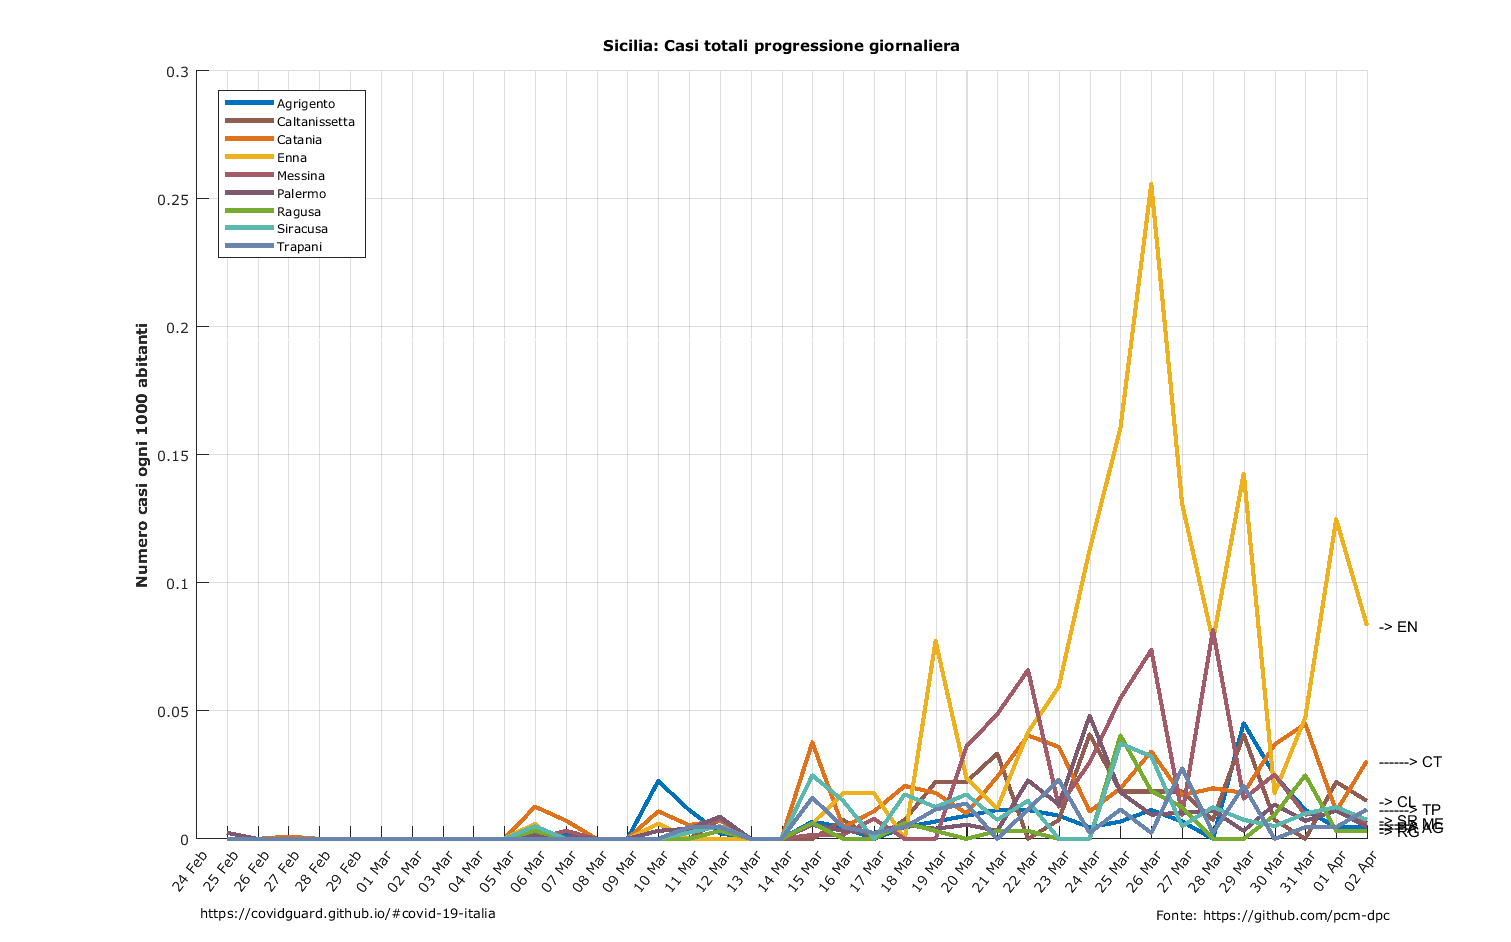 Sicilia: Casi totali progressione giornaliera
Numero casi ogni 1000 abitanti
0.3
0.25
0.2
0.15
0.1
0.05
0
Agrigento
Caltanissetta
Catania
Enna
Messina
Palermo
Ragusa
Siracusa
Trapani
-> EN
------> CT
-> CL
------> TP
-> SR
ME
AG
-> RG
24 Feb
25 Feb
26 Feb
27 Feb
28 Feb
29 Feb
01 Mar
02 Mar
03 Mar
04 Mar
05 Mar
06 Mar
07 Mar
08 Mar
09 Mar
10 Mar
11 Mar
12 Mar
13 Mar
14 Mar
15 Mar
16 Mar
17 Mar
18 Mar
19 Mar
20 Mar
21 Mar
22 Mar
23 Mar
24 Mar
25 Mar
26 Mar
27 Mar
28 Mar
29 Mar
30 Mar
31 Mar
01 Apr
02 Apr
https://covidguard.github.io/#covid-19-italia
Fonte: https://github.com/pcm-dpc